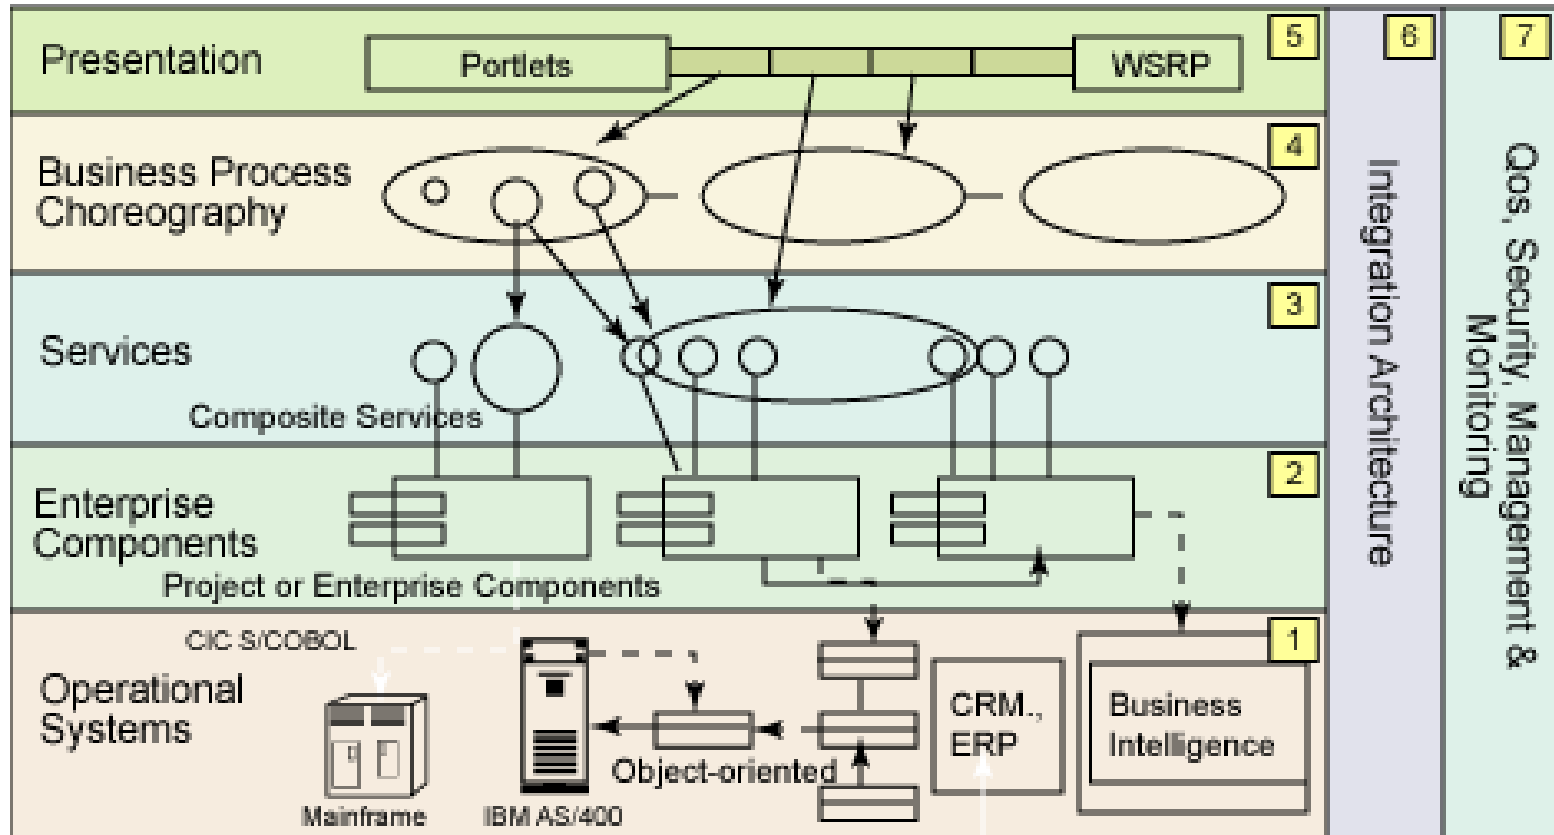 Presentation
Portlets
WSRP
5
6
7
Business Process
Choreography
4
Services
Composite Services
3
Enterprise
Components
Project or Enterprise Components
2
CIC S/COBOL
Operational
Systems
Mainframe
IBM AS/400
Object-oriented
CRM.,
ERP
Business
Intelligence
1
Integration Architecture
Qos, Security, Management &
Monitoring